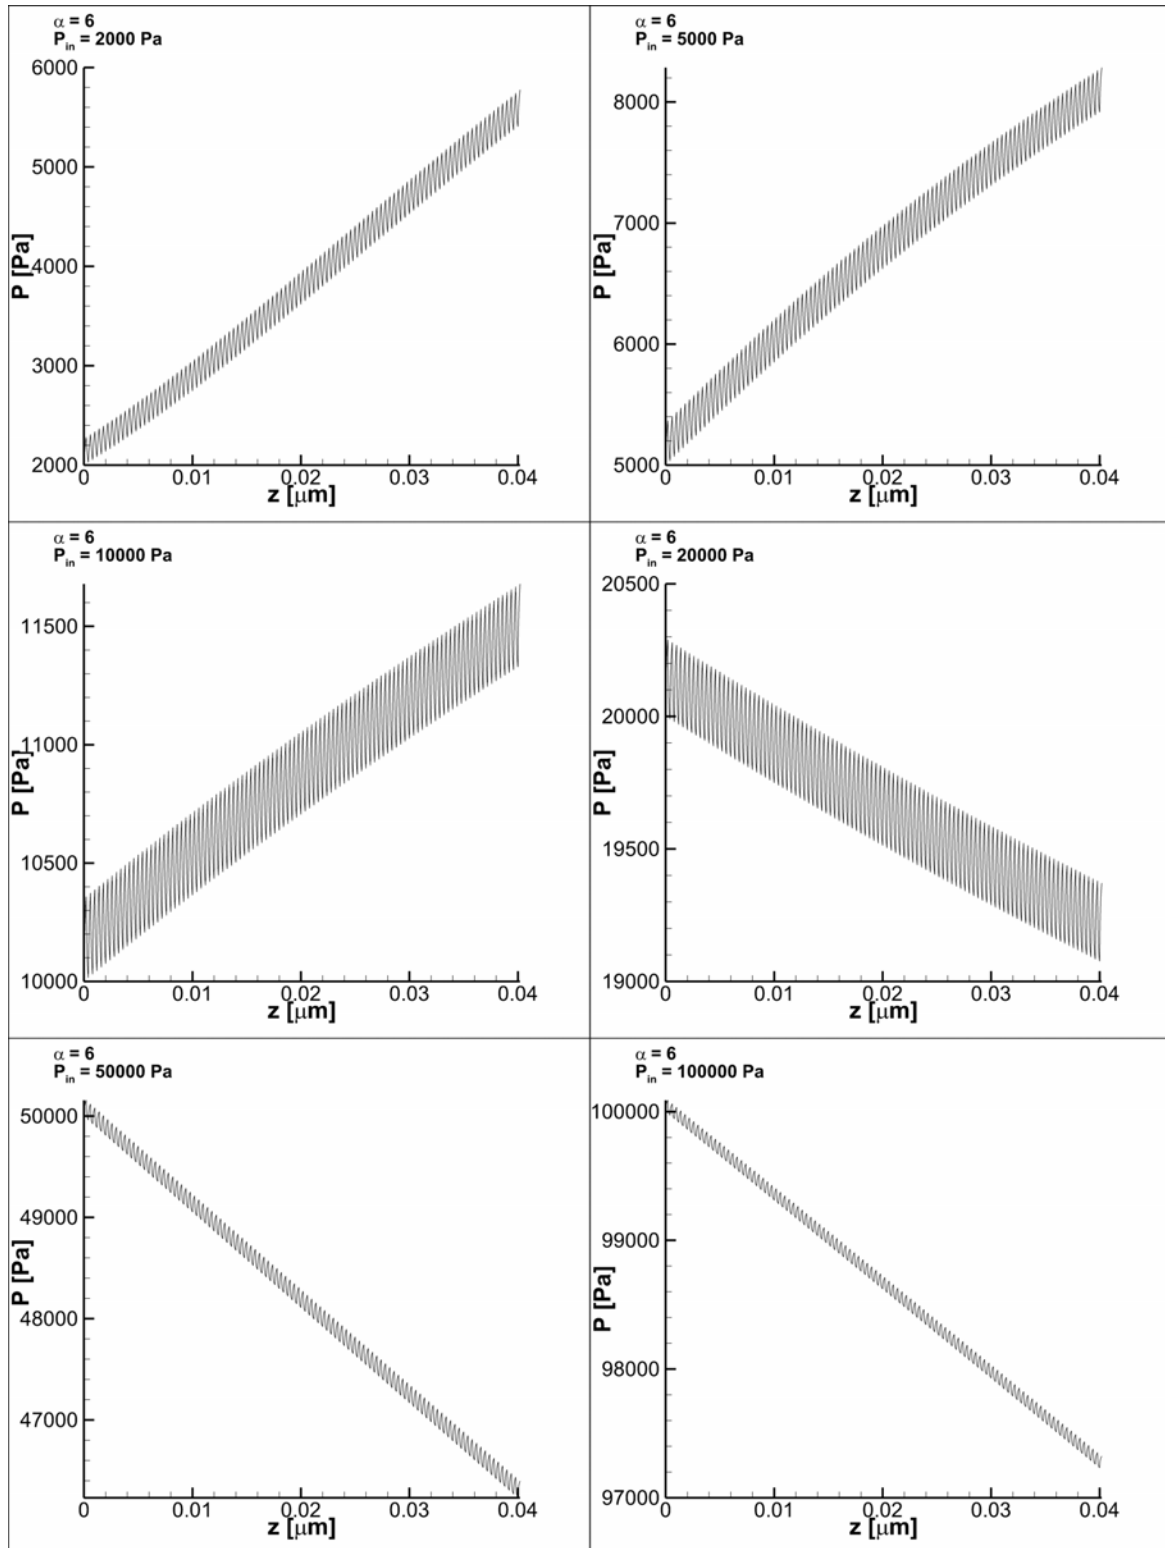 α = 6
P_in = 2000 Pa
6000
5000
4000
3000
2000
P [Pa]
0 0.01 0.02 0.03 0.04
z [μm]
α = 6
P_in = 5000 Pa
8000
7000
6000
5000
P [Pa]
0 0.01 0.02 0.03 0.04
z [μm]
α = 6
P_in = 10000 Pa
11500
11000
10500
10000
P [Pa]
0 0.01 0.02 0.03 0.04
z [μm]
α = 6
P_in = 20000 Pa
20500
20000
19500
19000
P [Pa]
0 0.01 0.02 0.03 0.04
z [μm]
α = 6
P_in = 50000 Pa
50000
49000
48000
47000
P [Pa]
0 0.01 0.02 0.03 0.04
z [μm]
α = 6
P_in = 100000 Pa
100000
99000
98000
97000
P [Pa]
0 0.01 0.02 0.03 0.04
z [μm]